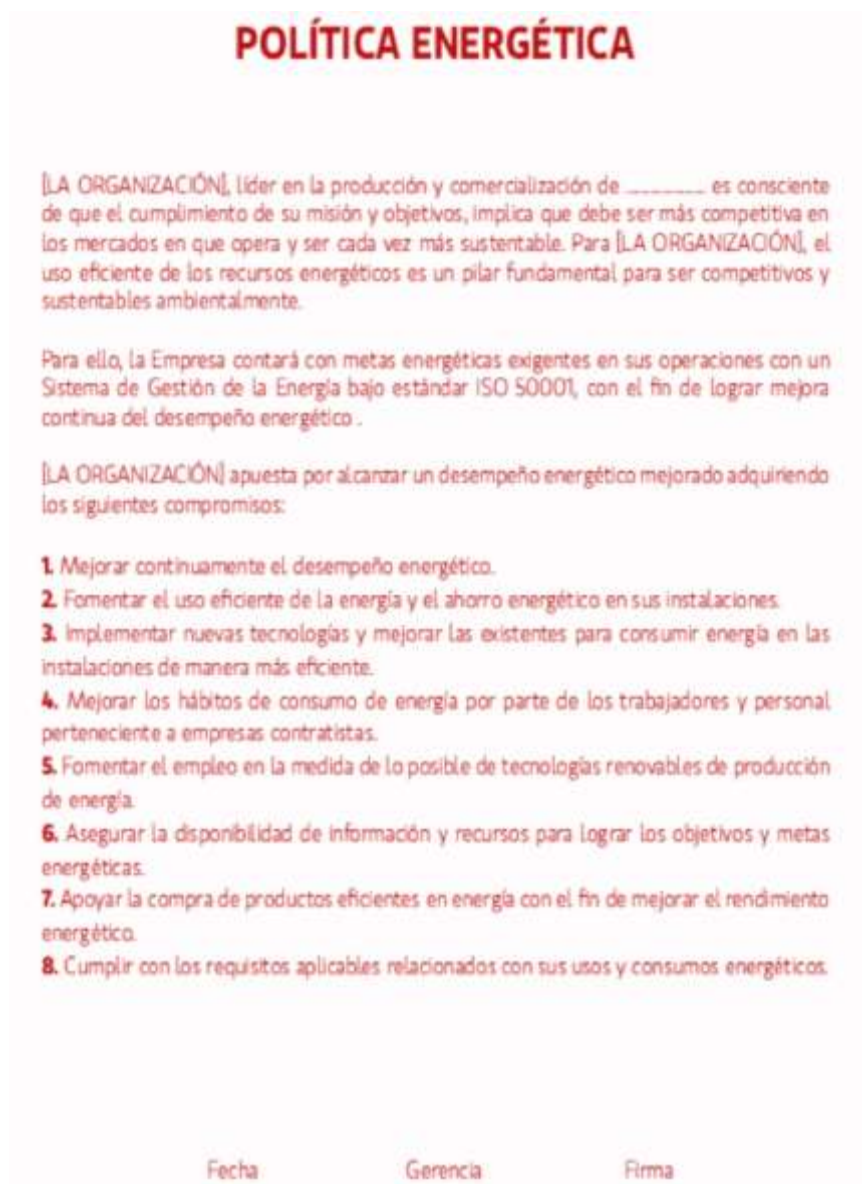 POLÍTICA ENERGÉTICA
[LA ORGANIZACIÓN], líder en la producción y comercialización de ________ es consciente
de que el cumplimiento de su misión y objetivos, implica que debe ser más competitiva en
los mercados en que opera y ser cada vez más sustentable. Para [LA ORGANIZACIÓN], el
uso eficiente de los recursos energéticos es un pilar fundamental para ser competitivos y
sustentables ambientalmente.
Para ello, la Empresa contará con metas energéticas exigentes en sus operaciones con un
Sistema de Gestión de la Energía bajo estándar ISO 50001, con el fin de lograr mejora
continua del desempeño energético .
[LA ORGANIZACIÓN] apuesta por alcanzar un desempeño energético mejorado adquiriendo
los siguientes compromisos:
1. Mejorar continuamente el desempeño energético.
2. Fomentar el uso eficiente de la energía y el ahorro energético en sus instalaciones.
3. Implementar nuevas tecnologías y mejorar las existentes para consumir energía en las
instalaciones de manera más eficiente.
4. Mejorar los hábitos de consumo de energía por parte de los trabajadores y personal
perteneciente a empresas contratistas.
5. Fomentar el empleo en la medida de lo posible de tecnologías renovables de producción
de energía.
6. Asegurar la disponibilidad de información y recursos para lograr los objetivos y metas
energéticas.
7. Apoyar la compra de productos eficientes en energía con el fin de mejorar el rendimiento
energético.
8. Cumplir con los requisitos aplicables relacionados con sus usos y consumos energéticos.
Fecha Gerencia Firma